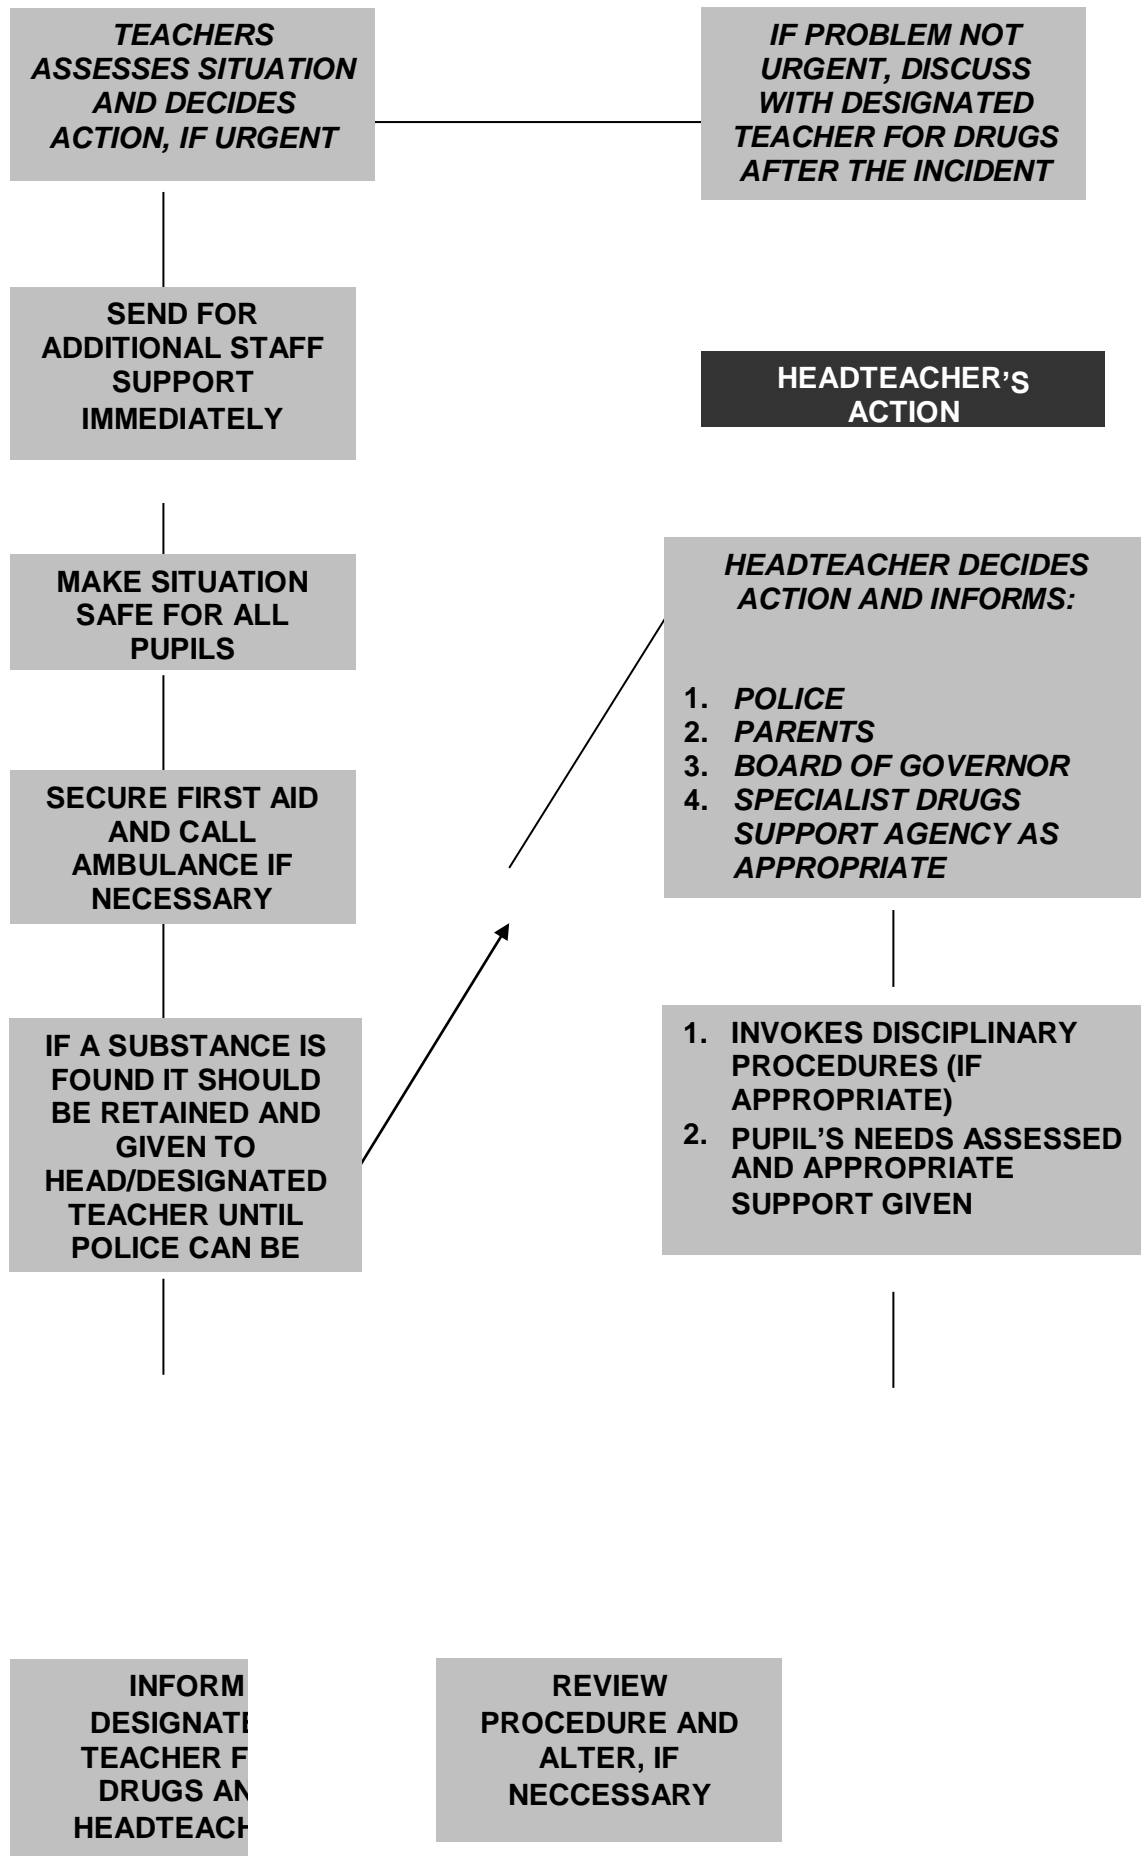 TEACHERS
ASSESSES SITUATION
AND DECIDES
ACTION, IF URGENT
IF PROBLEM NOT
URGENT, DISCUSS
WITH DESIGNATED
TEACHER FOR DRUGS
AFTER THE INCIDENT
SEND FOR
ADDITIONAL STAFF
SUPPORT
IMMEDIATELY
HEADTEACHER'S
ACTION
MAKE SITUATION
SAFE FOR ALL
PUPILS
SECURE FIRST AID
AND CALL
AMBULANCE IF
NECESSARY
IF A SUBSTANCE IS
FOUND IT SHOULD
BE RETAINED AND
GIVEN TO
HEAD/DESIGNATED
TEACHER UNTIL
POLICE CAN BE
HEADTEACHER DECIDES
ACTION AND INFORMS:
1. POLICE
2. PARENTS
3. BOARD OF GOVERNOR
4. SPECIALIST DRUGS
SUPPORT AGENCY AS
APPROPRIATE
1. INVOKES DISCIPLINARY
PROCEDURES (IF
APPROPRIATE)
2. PUPIL'S NEEDS ASSESSED
AND APPROPRIATE
SUPPORT GIVEN
INFORM
DESIGNATE
TEACHER F
DRUGS AN
HEADTEACH
REVIEW
PROCEDURE AND
ALTER, IF
NECCESSARY